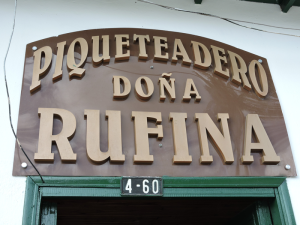 PIQUETEADERO
DOÑA
RUFINA
4-60